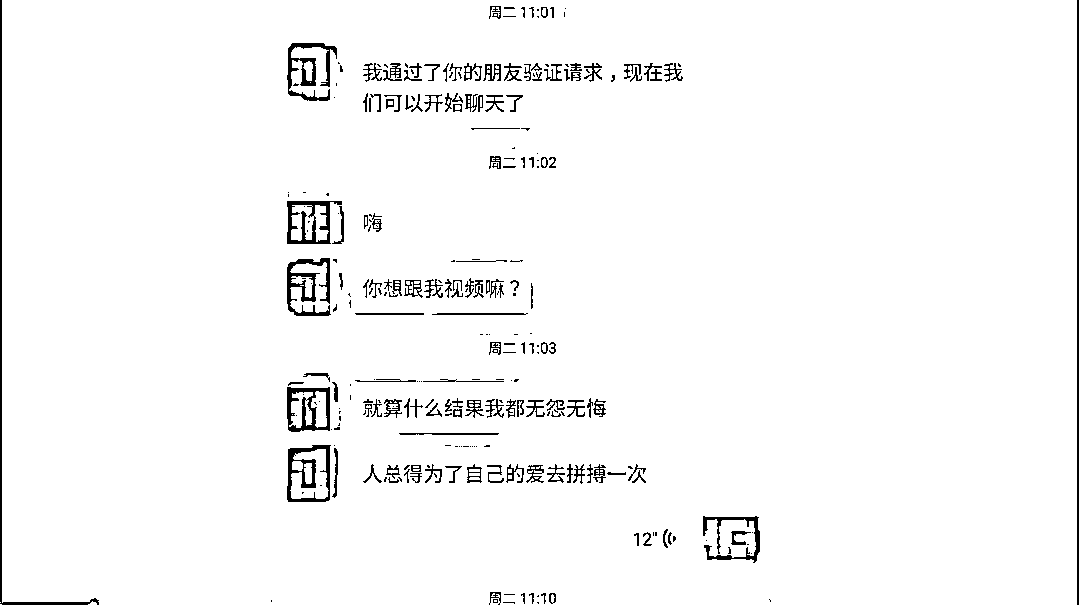 周二 11:01
我通过了你的朋友验证请求，现在我
们可以开始聊天了
周二 11:02
嗨
你想跟我视频嘛？
周二 11:03
就算什么结果我都无怨无悔
人总得为了自己的爱去拼搏一次
12"
周二 11:10